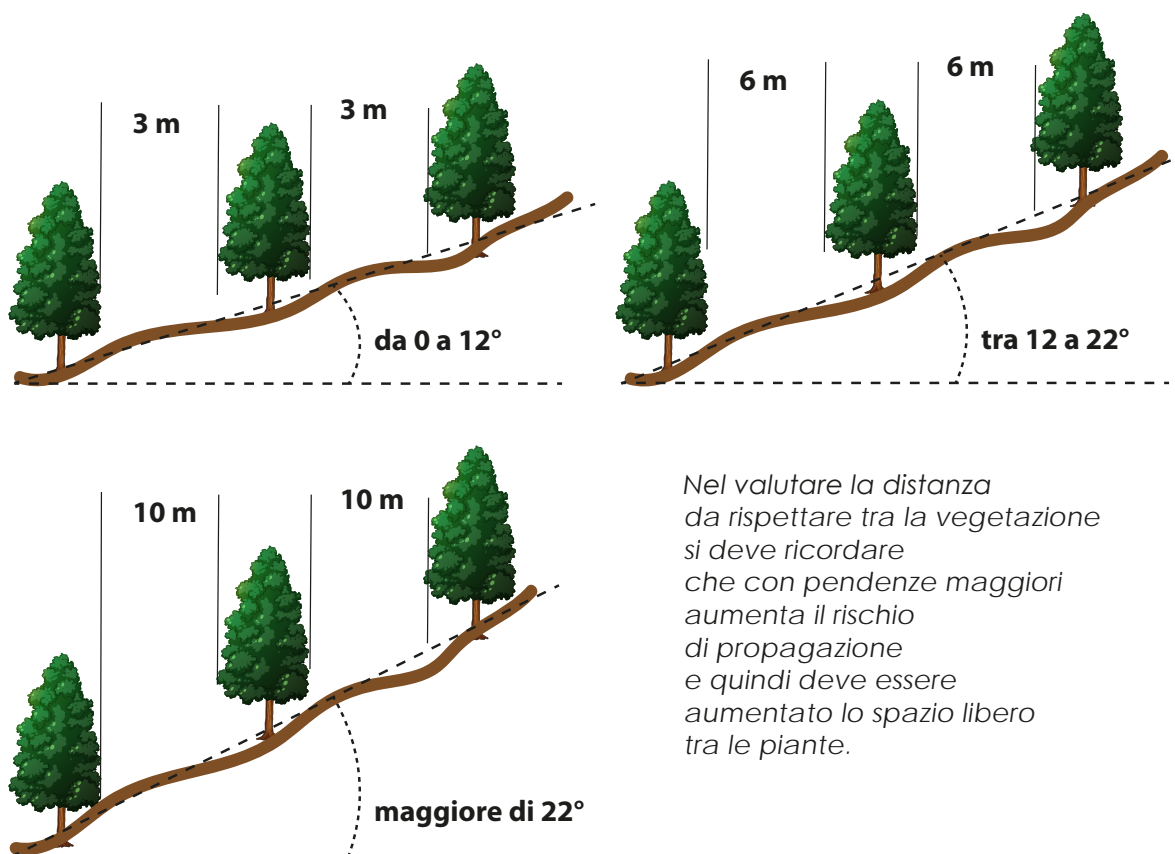 3 m
3 m
da 0 a 12°
6 m
6 m
tra 12 a 22°
10 m
10 m
maggiore di 22°
Nel valutare la distanza
da rispettare tra la vegetazione
si deve ricordare
che con pendenze maggiori
aumenta il rischio
di propagazione
e quindi deve essere
aumentato lo spazio libero
tra le piante.